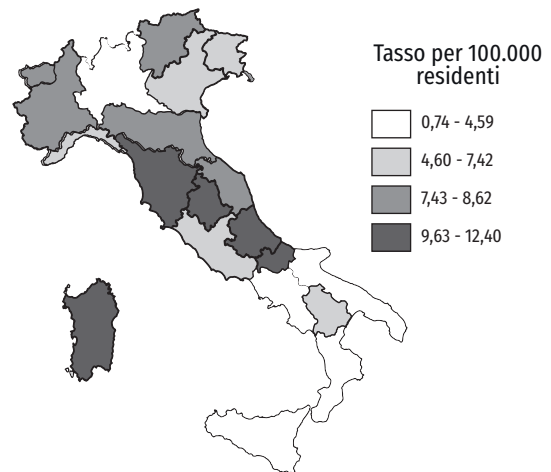 Tasso per 100.000
residenti
0,74 - 4,59
4,60 - 7,42
7,43 - 8,62
9,63 - 12,40